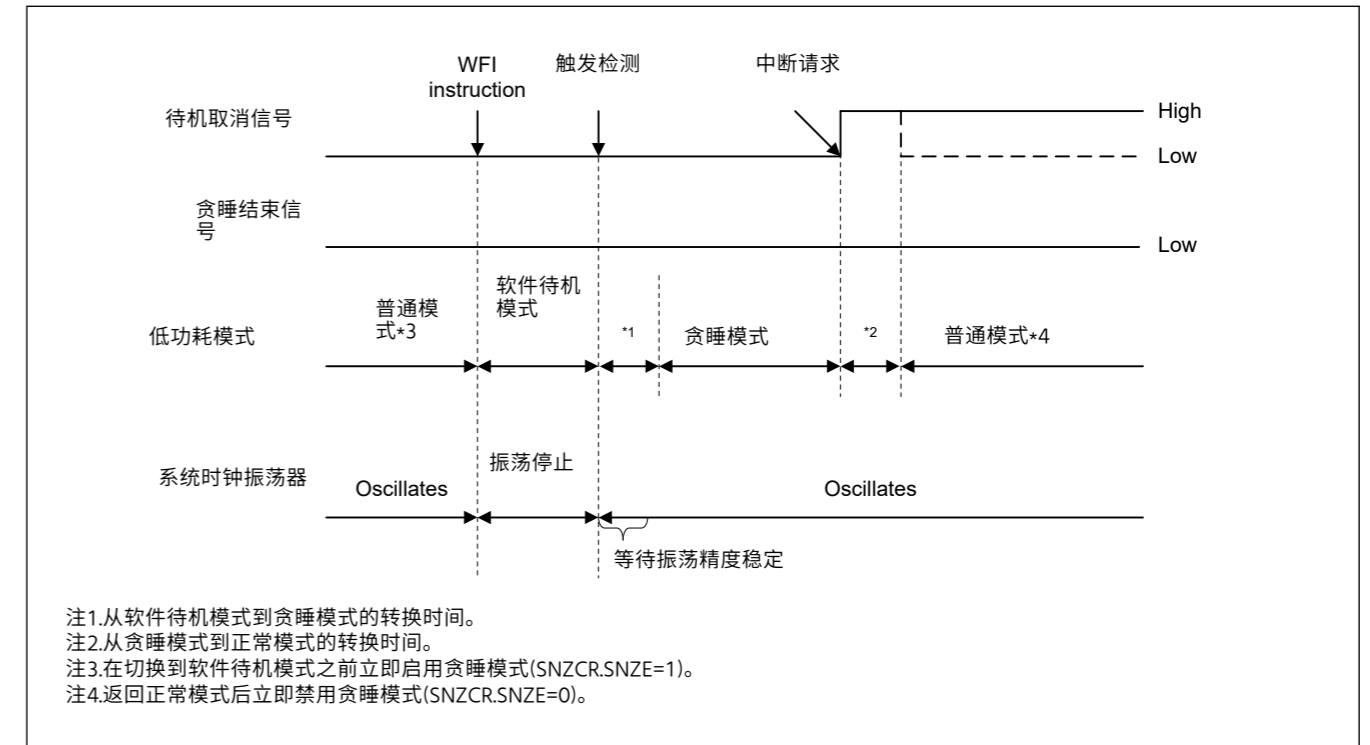 WFI
instruction
触发检测
中断请求
待机取消信号
High
Low
贪睡结束信
号
Low
软件待机
模式
普通模
式*3
低功耗模式
*1
贪睡模式
*2
普通模式*4
振荡停止
系统时钟振荡器
Oscillates
Oscillates
等待振荡精度稳定
注1.从软件待机模式到贪睡模式的转换时间。
注2.从贪睡模式到正常模式的转换时间。
注3.在切换到软件待机模式之前立即启用贪睡模式(SNZCR.SNZE=1)。
注4.返回正常模式后立即禁用贪睡模式(SNZCR.SNZE=0)。